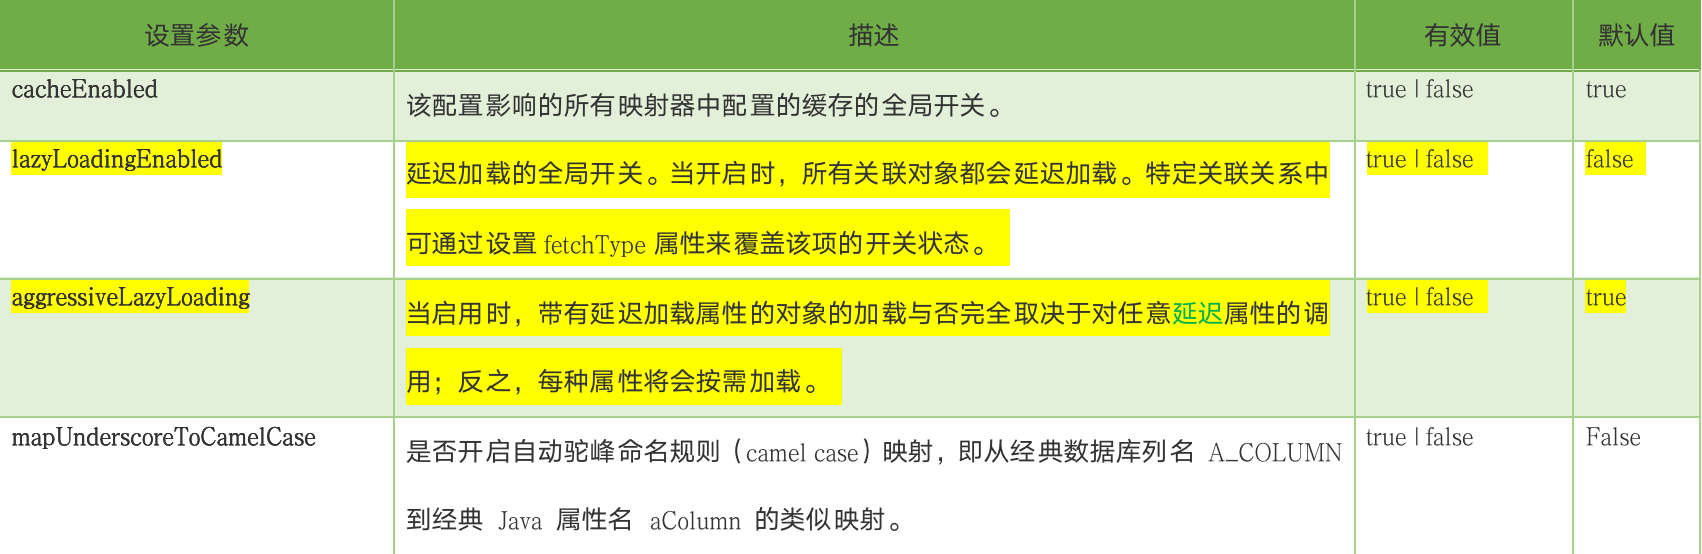 设置参数 描述 有效值 默认值
cacheEnabled 该配置影响的所有映射器中配置的缓存的全局开关。 true | false true
lazyLoadingEnabled 延迟加载的全局开关。当开启时，所有关联对象都会延迟加载。特定关联关系中 true | false false
可通过设置 fetchType 属性来覆盖该项的开关状态。
aggressiveLazyLoading 当启用时，带有延迟加载属性的对象的加载与否完全取决于对任意延迟属性的调 true | false true
用；反之，每种属性将会按需加载。
mapUnderscoreToCamelCase 是否开启自动驼峰命名规则（camel case）映射，即从经典数据库列名 A_COLUMN true | false False
到经典 Java 属性名 aColumn 的类似映射。